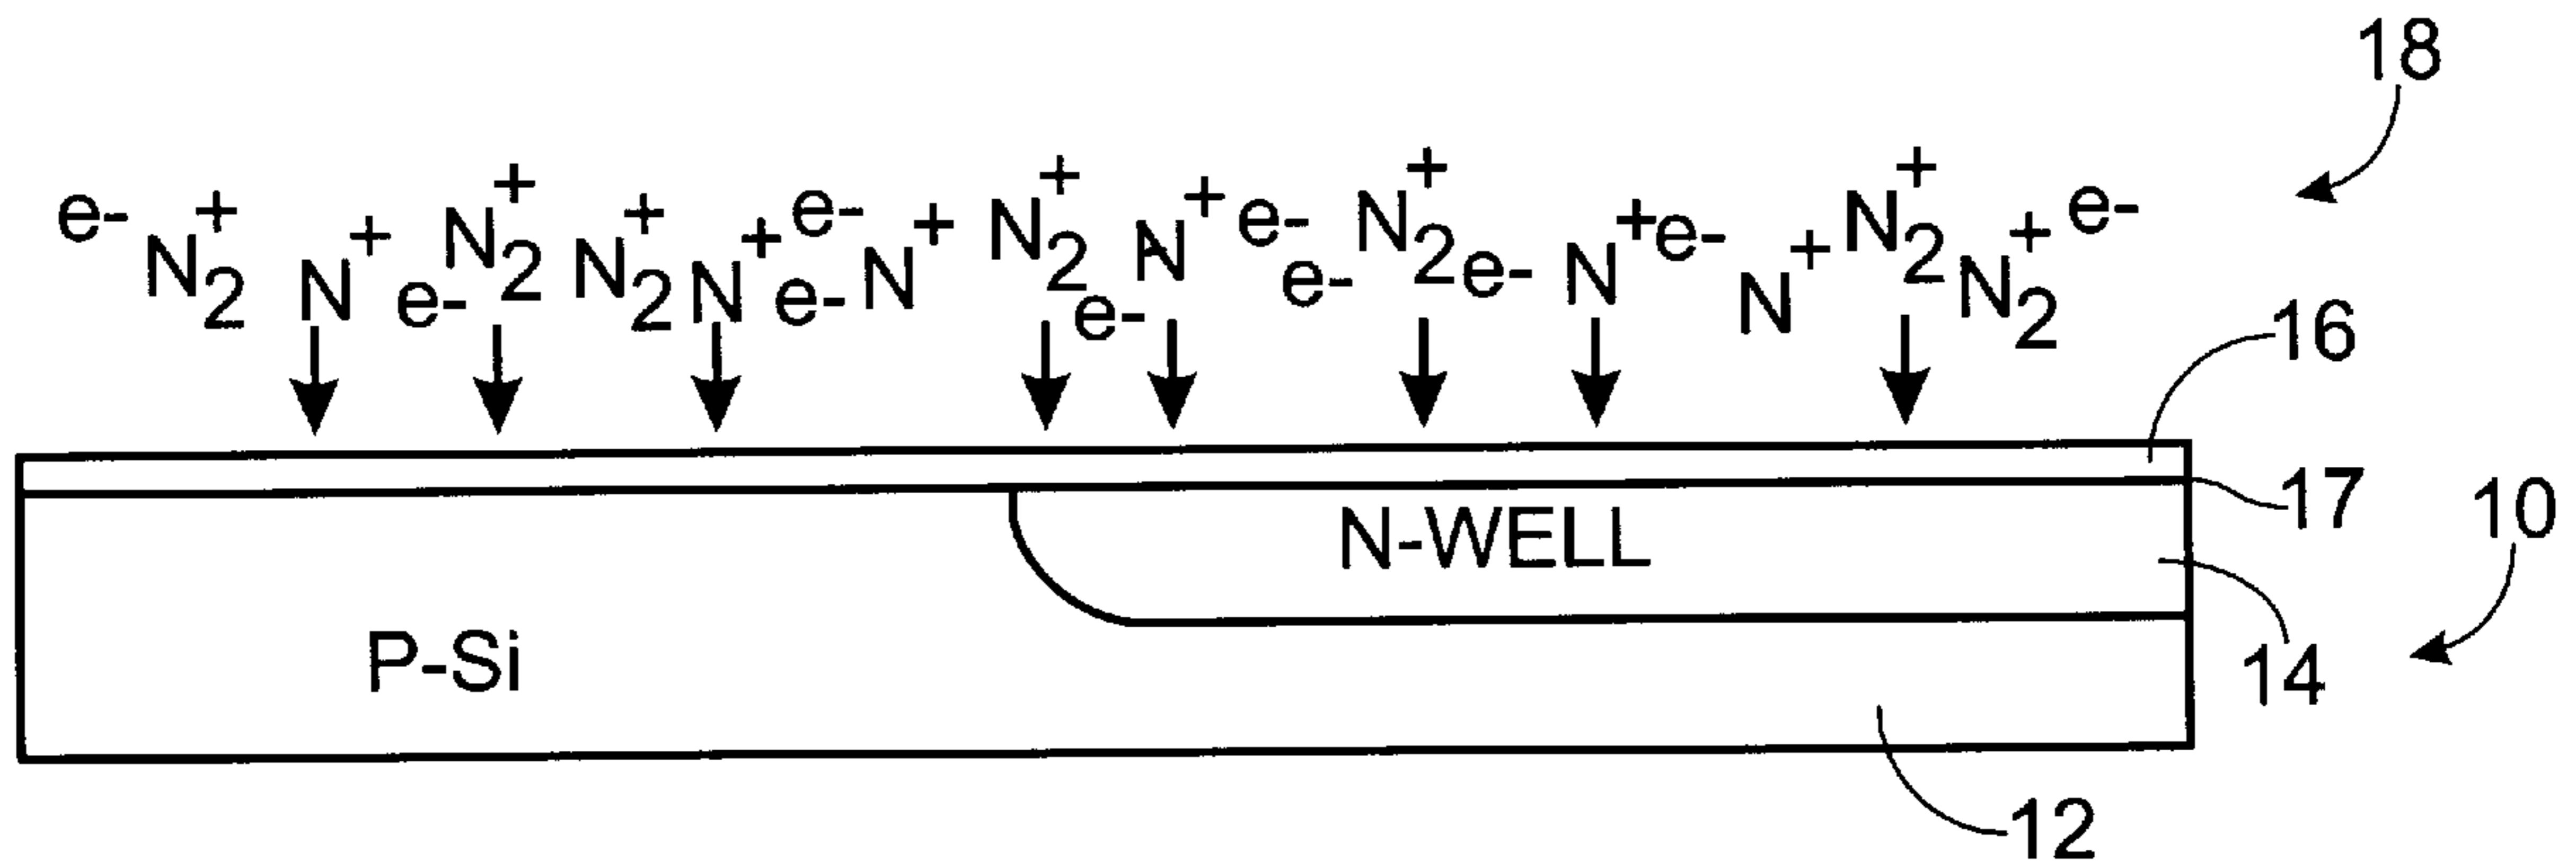 18
e- N2+ N+ e- N2+ N2+ N+ e- e- N+ N2+ e- N+ e- e- N2+ e- N+ e- N+ N2+ N2+ e-
16
17
10
N-WELL
P-Si
14
12